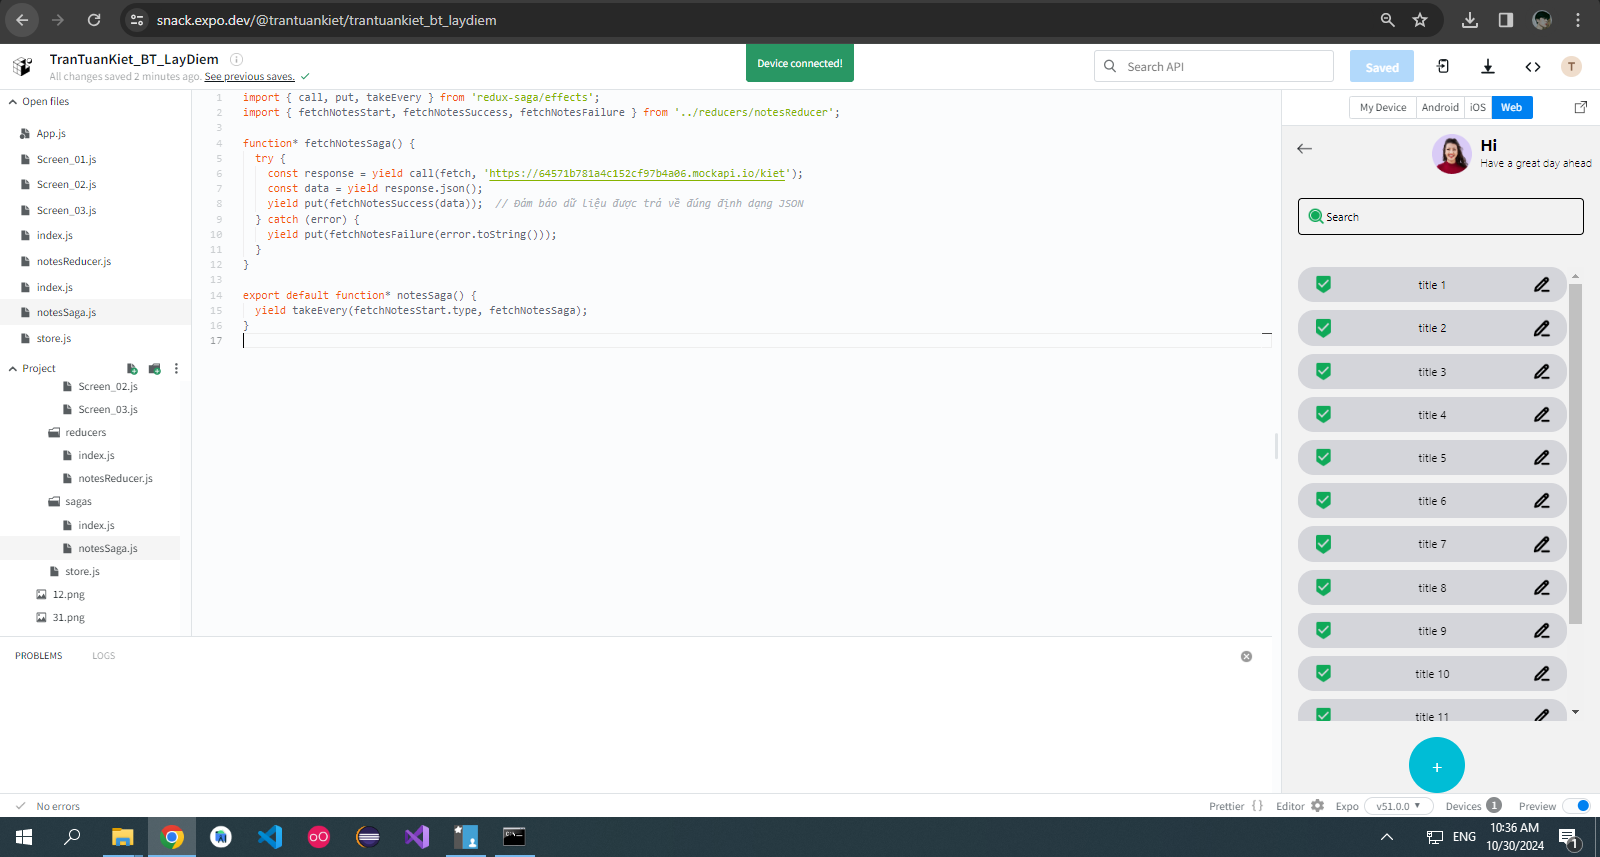 snack.expo.dev/@trantuankiet/trantuankiet_bt_laydiem
TranTuanKiet_BT_LayDiem
All changes saved 2 minutes ago. See previous saves.
Device connected!
Search API
Saved
T
Open files
App.js
Screen_01.js
Screen_02.js
Screen_03.js
index.js
notesReducer.js
index.js
notesSaga.js
store.js
Project
Screen_02.js
Screen_03.js
reducers
index.js
notesReducer.js
sagas
index.js
notesSaga.js
store.js
12.png
31.png
1 import { call, put, takeEvery } from 'redux-saga/effects';
2 import { fetchNotesStart, fetchNotesSuccess, fetchNotesFailure } from '../reducers/notesReducer';
3
4 function* fetchNotesSaga() {
5 try {
6 const response = yield call(fetch, 'https://64571b781a4c152cf97b4a06.mockapi.io/kiet');
7 const data = yield response.json();
8 yield put(fetchNotesSuccess(data)); // Đảm bảo dữ liệu được trả về đúng định dạng JSON
9 } catch (error) {
10 yield put(fetchNotesFailure(error.toString()));
11 }
12 }
13
14 export default function* notesSaga() {
15 yield takeEvery(fetchNotesStart.type, fetchNotesSaga);
16 }
17
My Device Android iOS Web
Hi
Have a great day ahead
Search
title 1
title 2
title 3
title 4
title 5
title 6
title 7
title 8
title 9
title 10
title 11
+
PROBLEMS LOGS
No errors
Prettier { } Editor Expo v51.0.0 Devices 1 Preview
ENG
10:36 AM
10/30/2024
1